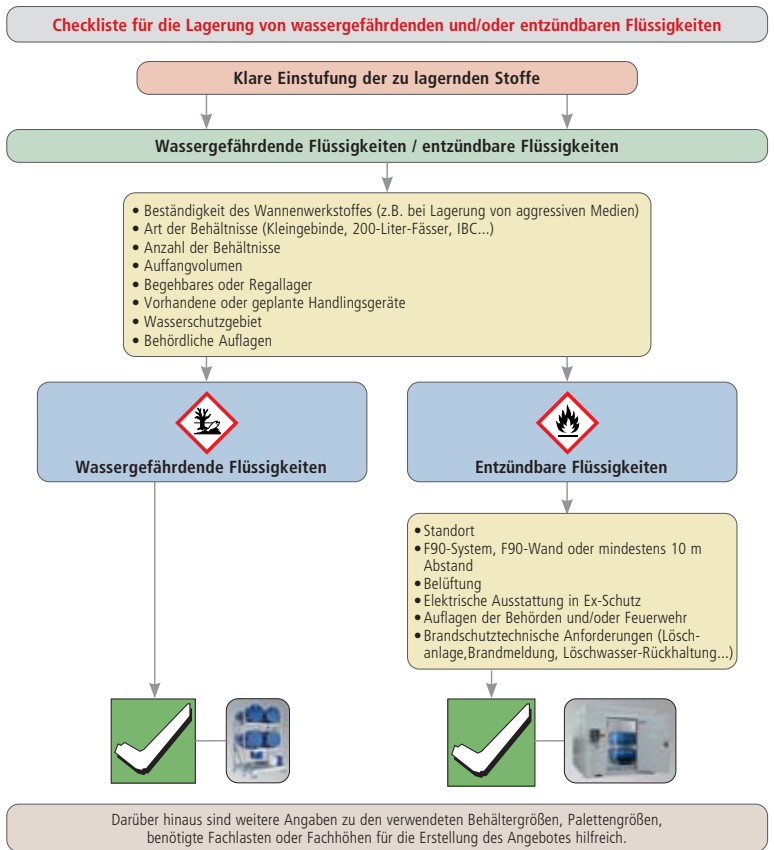 Checkliste für die Lagerung von wassergefährdenden und/oder entzündbaren Flüssigkeiten
Klare Einstufung der zu lagernden Stoffe
Wassergefährdende Flüssigkeiten / entzündbare Flüssigkeiten
• Beständigkeit des Wannenwerkstoffes (z.B. bei Lagerung von aggressiven Medien)
• Art der Behältnisse (Kleingebinde, 200-Liter-Fässer, IBC...)
• Anzahl der Behältnisse
• Auffangvolumen
• Begehbares oder Regallager
• Vorhandene oder geplante Handlingsgeräte
• Wasserschutzgebiet
• Behördliche Auflagen
Wassergefährdende Flüssigkeiten
Entzündbare Flüssigkeiten
• Standort
• F90-System, F90-Wand oder mindestens 10 m
Abstand
• Belüftung
• Elektrische Ausstattung in Ex-Schutz
• Auflagen der Behörden und/oder Feuerwehr
• Brandschutztechnische Anforderungen (Lösch-
anlage,Brandmeldung, Löschwasser-Rückhaltung...)
Darüber hinaus sind weitere Angaben zu den verwendeten Behältergrößen, Palettengrößen,
benötigte Fachlasten oder Fachhöhen für die Erstellung des Angebotes hilfreich.